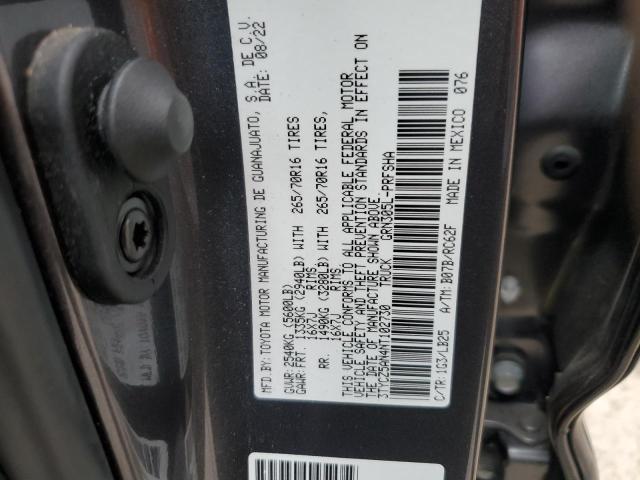 MFD.BY:TOYOTA MOTOR MANUFACTURING DE GUANAJUATO, S.A. DE C.V.
DATE: 08/22
GVWR:2540KG(5600LB)
GAWR:FRT. 1335KG(2940LB) WITH 265/70R16 TIRES,
16X7J RIMS,
RR. 1490KG(3280LB) WITH 265/70R16 TIRES,
16X7J RIMS
THIS VEHICLE CONFORMS TO ALL APPLICABLE FEDERAL MOTOR
VEHICLE SAFETY AND THEFT PREVENTION STANDARDS IN EFFECT ON
THE DATE OF MANUFACTURE SHOWN ABOVE.
3TYCZ5AN4NT102730 TRUCK GRN305L-PRFSHA
C/TR:1G3/LB25 A/TM:B07B/RC62F MADE IN MEXICO 076